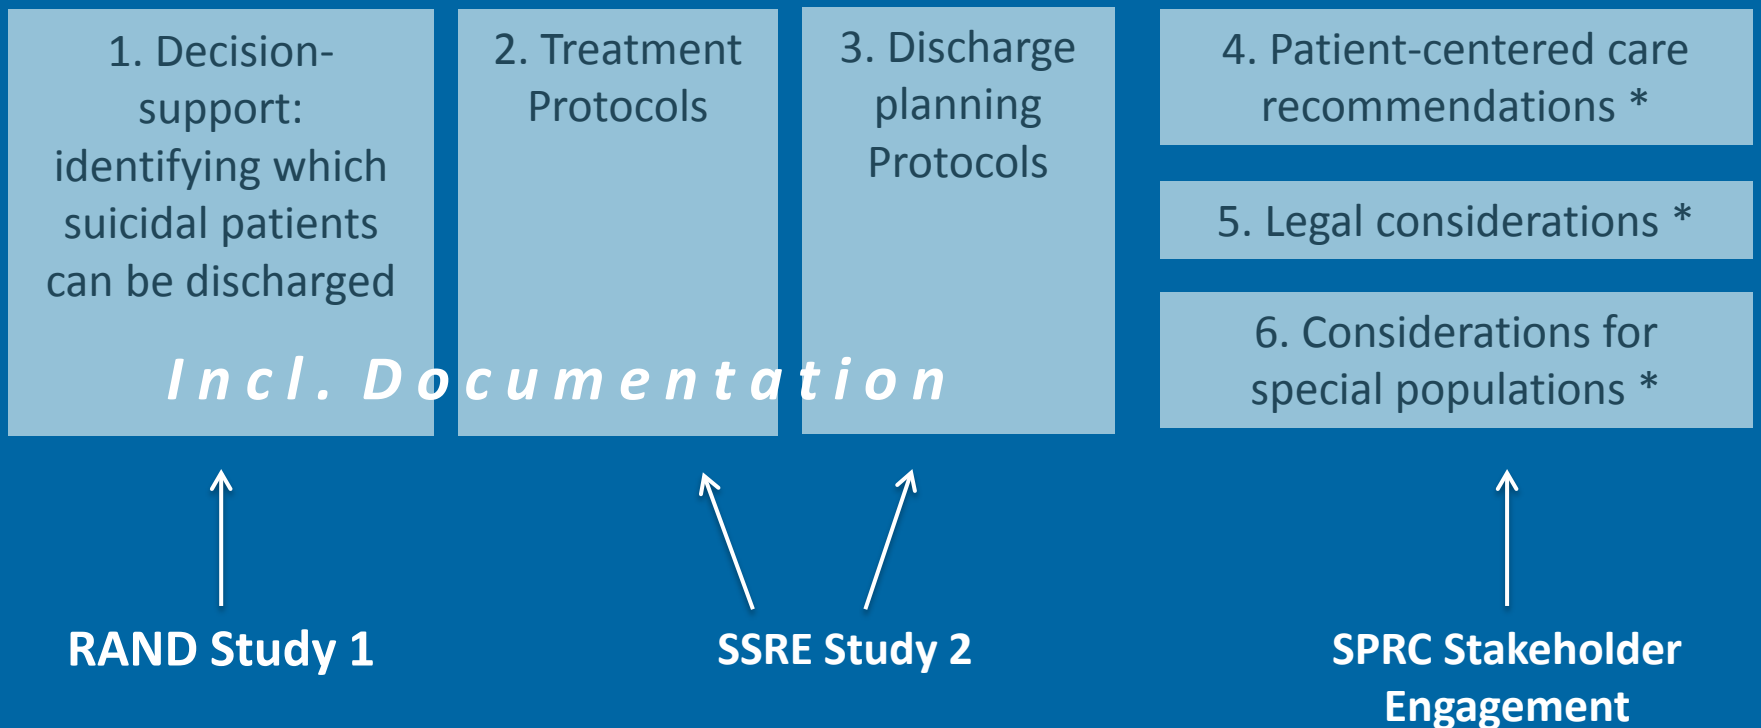 1. Decision-
support:
identifying which
suicidal patients
can be discharged
2. Treatment
Protocols
3. Discharge
planning
Protocols
Incl. Documentation
4. Patient-centered care
recommendations *
5. Legal considerations *
6. Considerations for
special populations *
RAND Study 1
SSRE Study 2
SPRC Stakeholder
Engagement